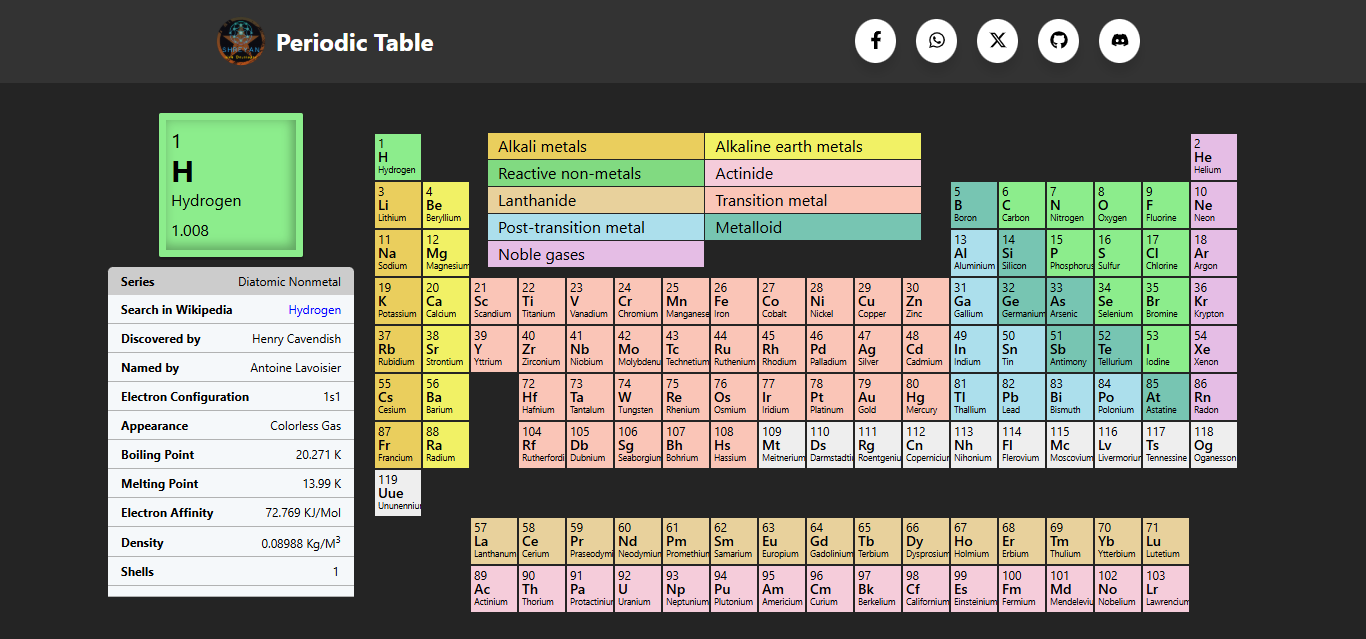 Periodic Table
1
H
Hydrogen
1.008
Series Diatomic Nonmetal
Search in Wikipedia Hydrogen
Discovered by Henry Cavendish
Named by Antoine Lavoisier
Electron Configuration 1s1
Appearance Colorless Gas
Boiling Point 20.271 K
Melting Point 13.99 K
Electron Affinity 72.769 KJ/Mol
Density 0.08988 Kg/M³
Shells 1
Alkali metals Alkaline earth metals
Reactive non-metals Actinide
Lanthanide Transition metal
Post-transition metal Metalloid
Noble gases
1 2
H He
Hydrogen Helium
3 4 5 6 7 8 9 10
Li Be B C N O F Ne
Lithium Beryllium Boron Carbon Nitrogen Oxygen Fluorine Neon
11 12 13 14 15 16 17 18
Na Mg Al Si P S Cl Ar
Sodium Magnesium Aluminium Silicon Phosphorus Sulfur Chlorine Argon
19 20 21 22 23 24 25 26 27 28 29 30 31 32 33 34 35 36
K Ca Sc Ti V Cr Mn Fe Co Ni Cu Zn Ga Ge As Se Br Kr
Potassium Calcium Scandium Titanium Vanadium Chromium Manganese Iron Cobalt Nickel Copper Zinc Gallium Germanium Arsenic Selenium Bromine Krypton
37 38 39 40 41 42 43 44 45 46 47 48 49 50 51 52 53 54
Rb Sr Y Zr Nb Mo Tc Ru Rh Pd Ag Cd In Sn Sb Te I Xe
Rubidium Strontium Yttrium Zirconium Niobium Molybdenu Technetium Ruthenium Rhodium Palladium Silver Cadmium Indium Tin Antimony Tellurium Iodine Xenon
55 56 72 73 74 75 76 77 78 79 80 81 82 83 84 85 86
Cs Ba Hf Ta W Re Os Ir Pt Au Hg Tl Pb Bi Po At Rn
Cesium Barium Hafnium Tantalum Tungsten Rhenium Osmium Iridium Platinum Gold Mercury Thallium Lead Bismuth Polonium Astatine Radon
87 88 104 105 106 107 108 109 110 111 112 113 114 115 116 117 118
Fr Ra Rf Db Sg Bh Hs Mt Ds Rg Cn Nh Fl Mc Lv Ts Og
Francium Radium Rutherfordi Dubnium Seaborgiun Bohrium Hassium Meitnerium Darmstadti Roentgeniu Coperniciur Nihonium Flerovium Moscovium Livermoriur Tennessine Oganesson
119
Uue
Ununenniu
57 58 59 60 61 62 63 64 65 66 67 68 69 70 71
La Ce Pr Nd Pm Sm Eu Gd Tb Dy Ho Er Tm Yb Lu
Lanthanum Cerium Praseodymi Neodymiun Promethiun Samarium Europium Gadolinium Terbium Dysprosiun Holmium Erbium Thulium Ytterbium Lutetium
89 90 91 92 93 94 95 96 97 98 99 100 101 102 103
Ac Th Pa U Np Pu Am Cm Bk Cf Es Fm Md No Lr
Actinium Thorium Protactiniur Uranium Neptunium Plutonium Americium Curium Berkelium Californium Einsteinium Fermium Mendeleviu Nobelium Lawrencium